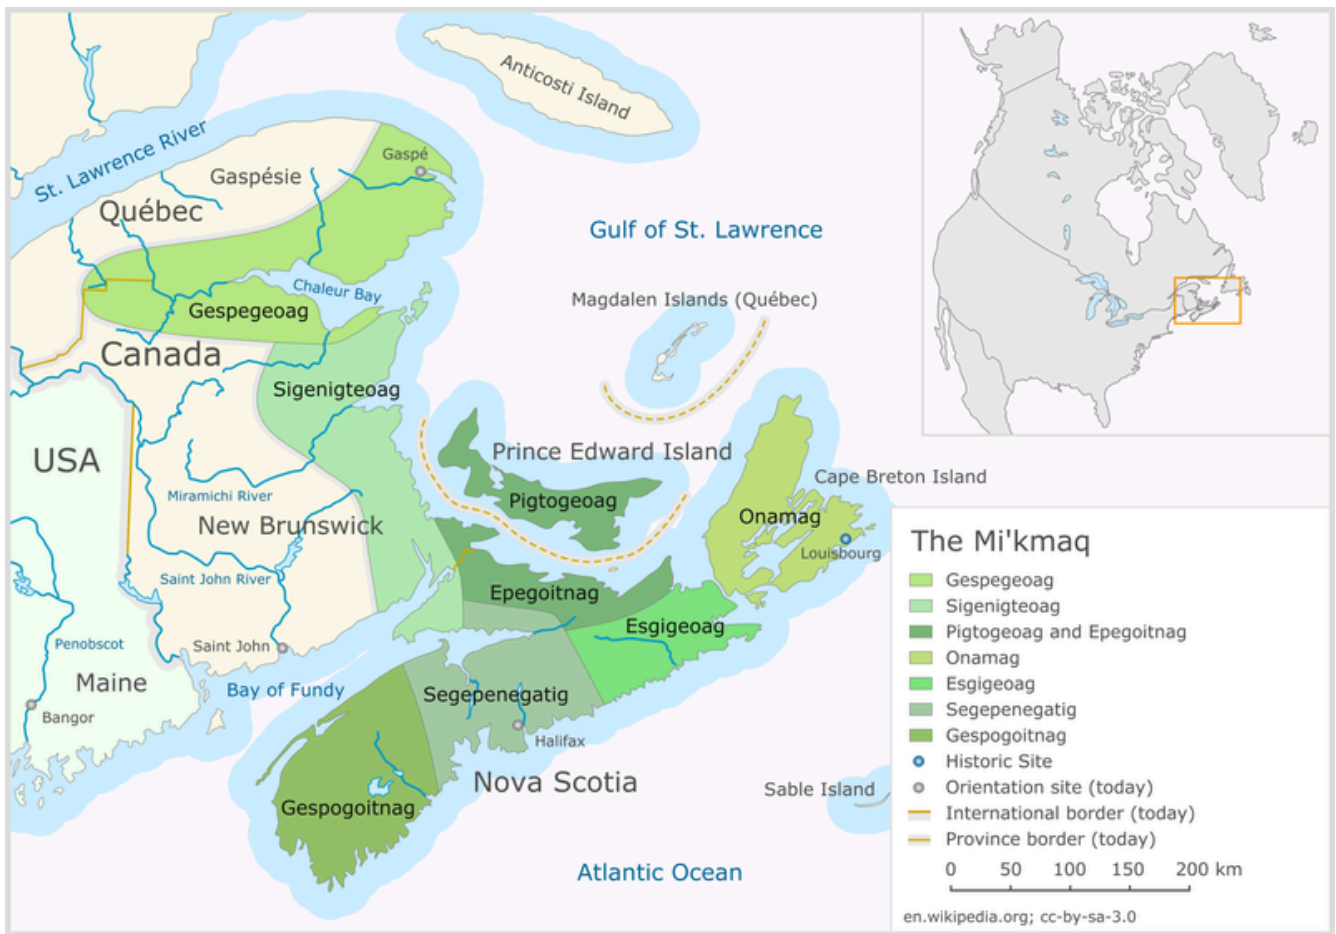 Anticosti Island
St. Lawrence River
Gaspé
Gaspésie
Québec
Gulf of St. Lawrence
Chaleur Bay
Magdalen Islands (Québec)
Gespegeoag
Canada
Sigenigteoag
USA
Prince Edward Island
Cape Breton Island
Miramichi River
Pigtogeoag
Onamag
New Brunswick
Louisbourg
Saint John River
Epegoitnag
Esgigeoag
Penobscot
Saint John
Maine
Bay of Fundy
Segepenegatig
Bangor
Halifax
Nova Scotia
Sable Island
Gespogoitnag
Atlantic Ocean
The Mi'kmaq
Gespegeoag
Sigenigteoag
Pigtogeoag and Epegoitnag
Onamag
Esgigeoag
Segepenegatig
Gespogoitnag
Historic Site
Orientation site (today)
International border (today)
Province border (today)
0 50 100 150 200 km
en.wikipedia.org; cc-by-sa-3.0